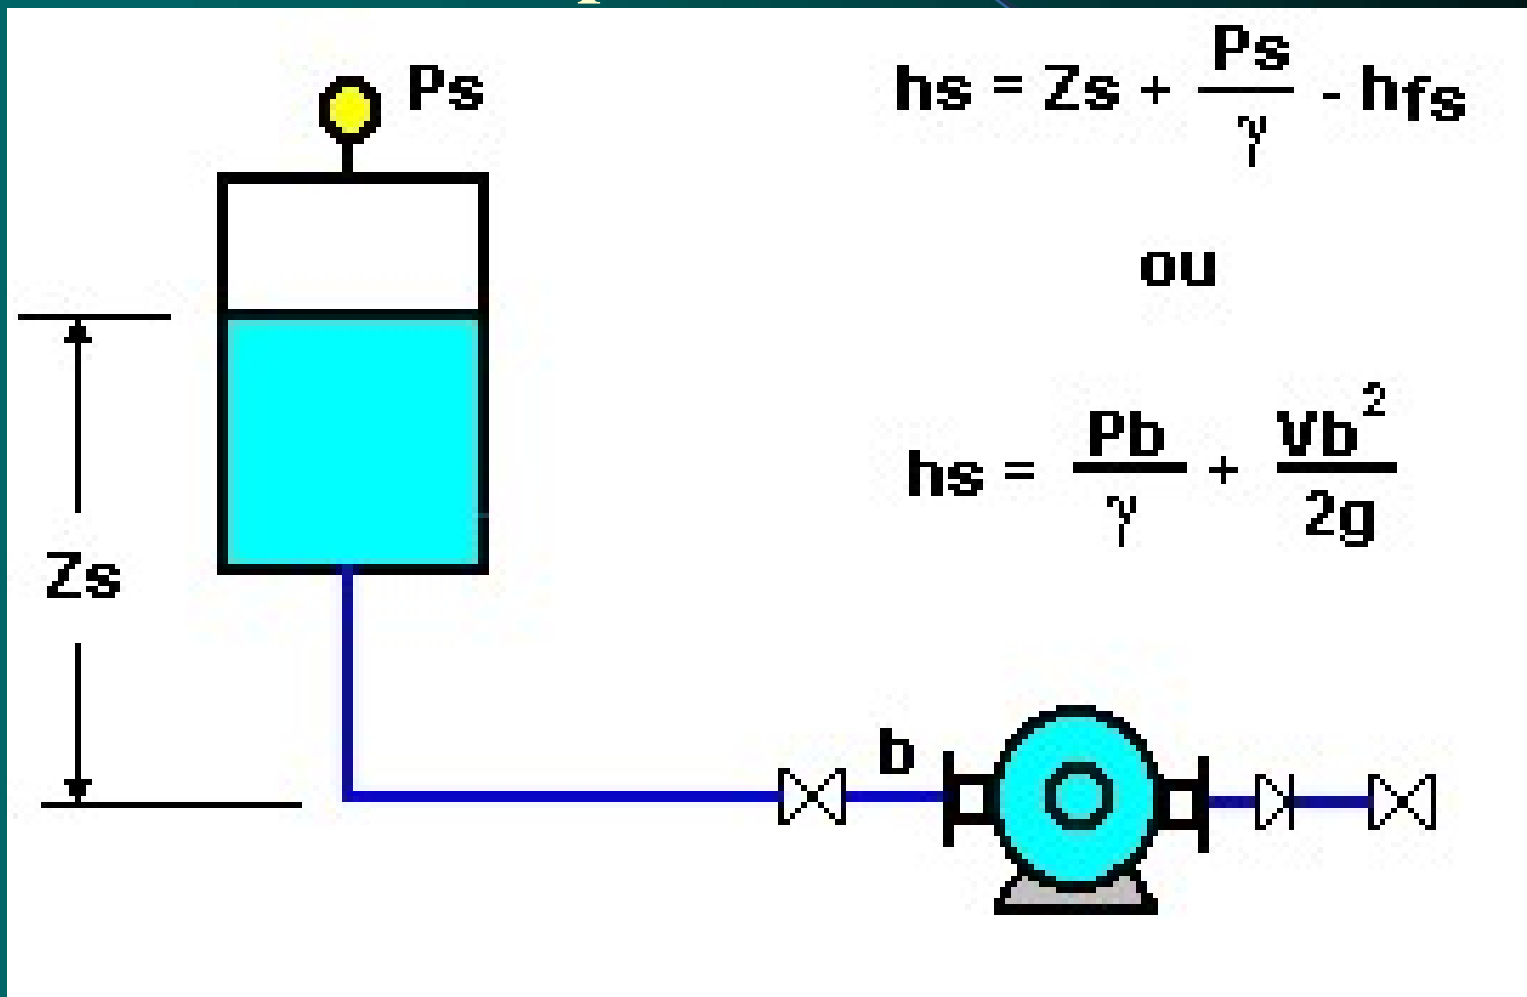 Ps
hs = Zs + Ps/γ - hfs
ou
hs = Pb/γ + Vb²/2g
Zs
b